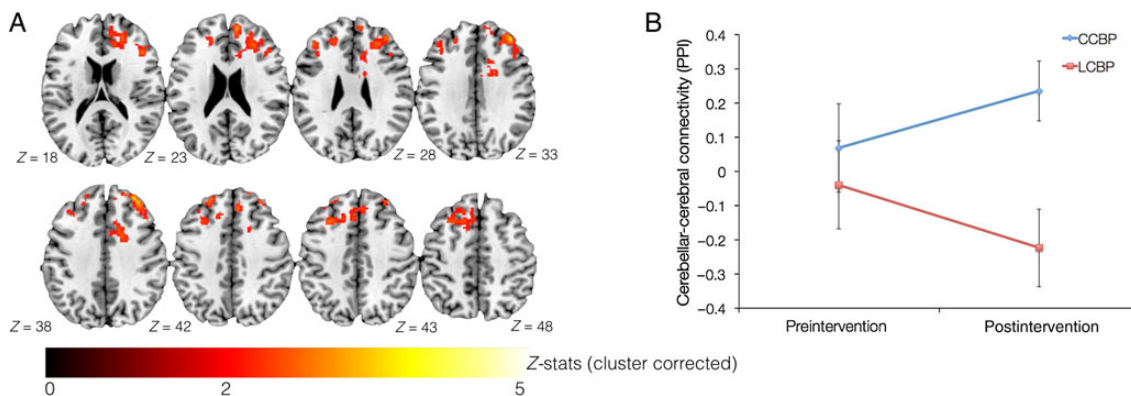 A
Z = 18
Z = 23
Z = 28
Z = 33
Z = 38
Z = 42
Z = 43
Z = 48
Z-stats (cluster corrected)
0
2
5
B
CCBP
LCBP
Cerebellar-cerebral connectivity (PPI)
0.4
0.3
0.2
0.1
0
−0.1
−0.2
−0.3
−0.4
Preintervention
Postintervention